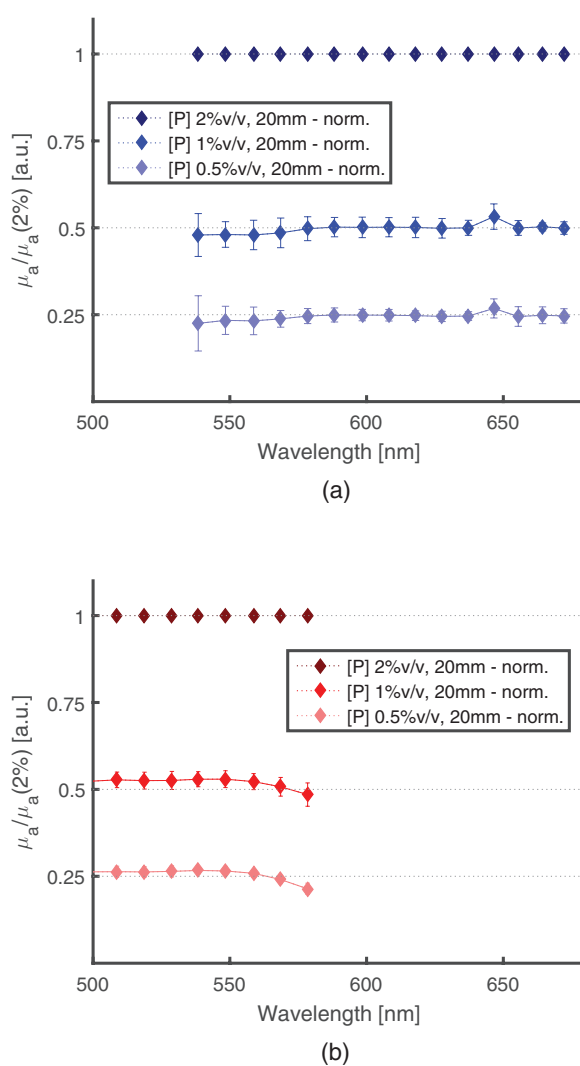 1
[P] 2%v/v, 20mm - norm.
[P] 1%v/v, 20mm - norm.
[P] 0.5%v/v, 20mm - norm.
0.75
0.5
0.25
μa/μa(2%) [a.u.]
500 550 600 650
Wavelength [nm]
(a)
1
[P] 2%v/v, 20mm - norm.
[P] 1%v/v, 20mm - norm.
[P] 0.5%v/v, 20mm - norm.
0.75
0.5
0.25
μa/μa(2%) [a.u.]
500 550 600 650
Wavelength [nm]
(b)